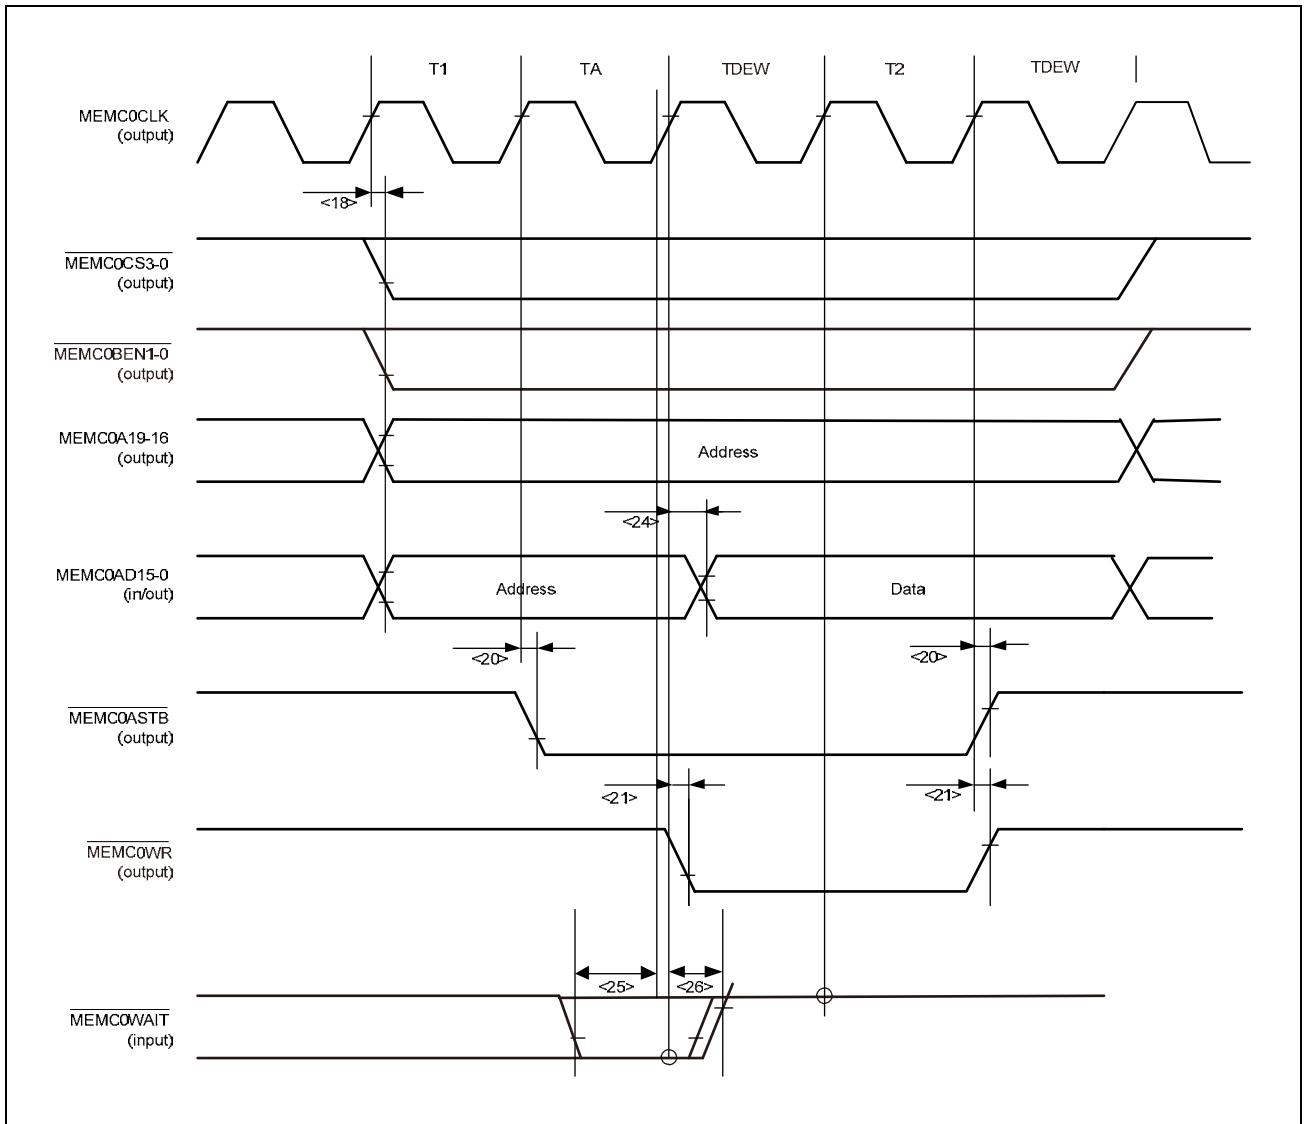 T1 TA TDEW T2 TDEW
MEMC0CLK
(output)
<18>
MEMC0CS3-0
(output)
MEMC0BEN1-0
(output)
MEMC0A19-16
(output)
Address
<24>
MEMC0AD15-0
(in/out)
Address Data
<20> <20>
MEMC0ASTB
(output)
<21> <21>
MEMC0WR
(output)
<25> <26>
MEMC0WAIT
(input)